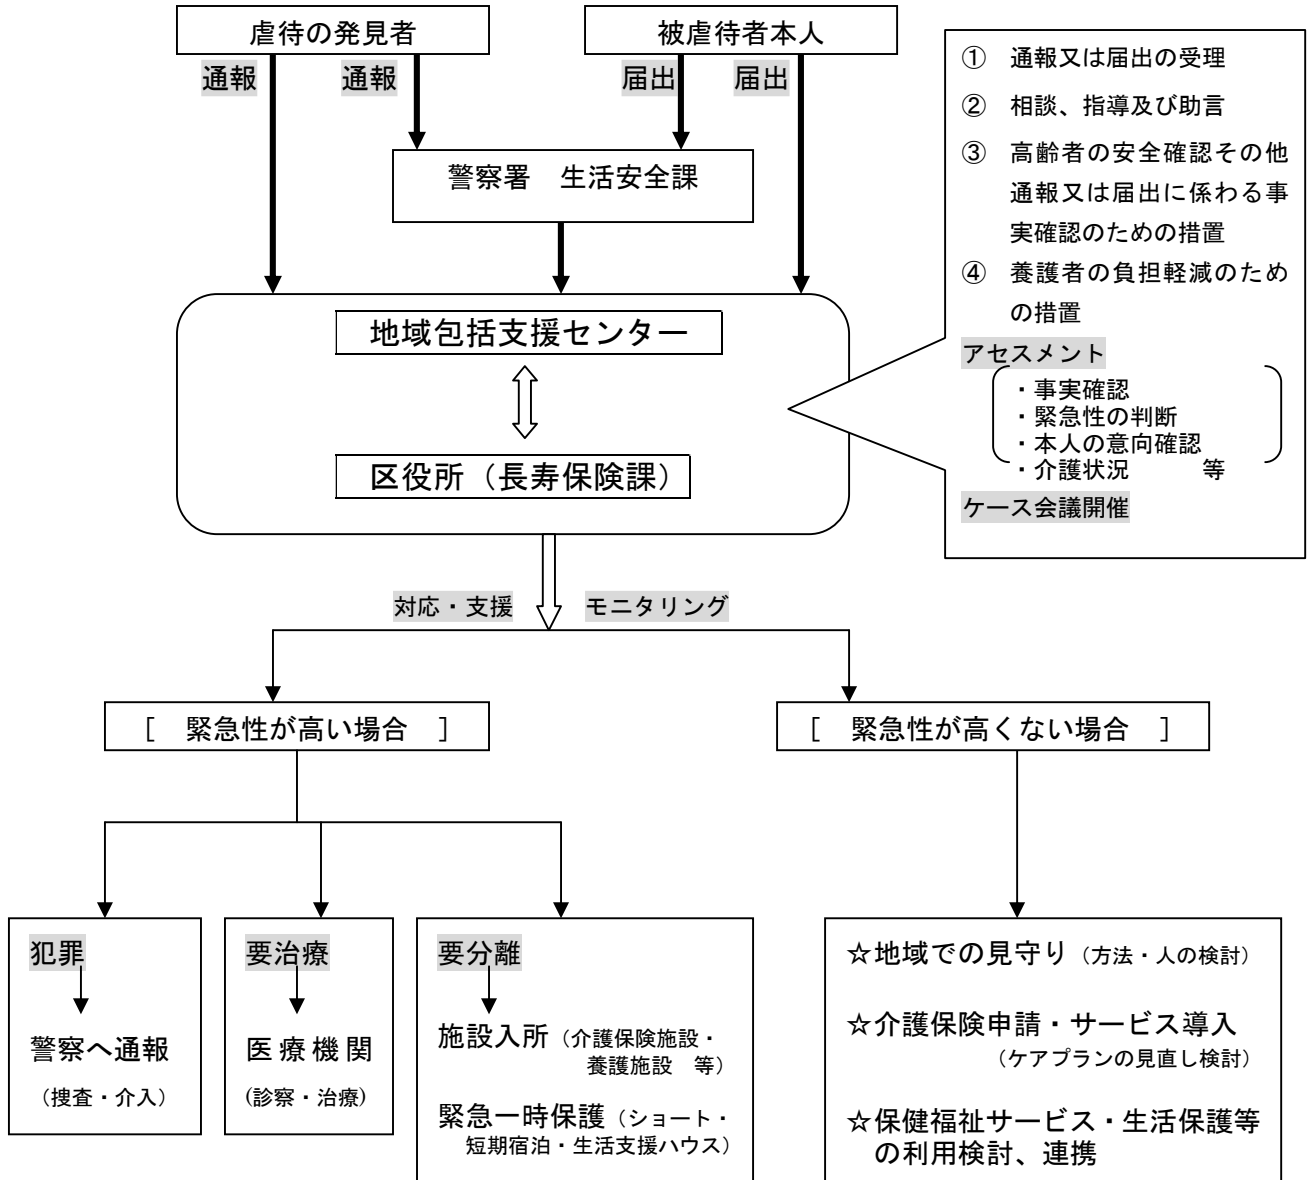 虐待の発見者
被虐待者本人
通報
通報
届出
届出
警察署　生活安全課
地域包括支援センター
区役所（長寿保険課）
①　通報又は届出の受理
②　相談、指導及び助言
③　高齢者の安全確認その他
通報又は届出に係わる事
実確認のための措置
④　養護者の負担軽減のため
の措置
アセスメント
・事実確認
・緊急性の判断
・本人の意向確認
・介護状況　　　等
ケース会議開催
対応・支援
モニタリング
［　緊急性が高い場合　］
［　緊急性が高くない場合　］
犯罪
警察へ通報
（捜査・介入）
要治療
医療機関
（診察・治療）
要分離
施設入所（介護保険施設・
養護施設　等）
緊急一時保護（ショート・
短期宿泊・生活支援ハウス）
☆地域での見守り（方法・人の検討）
☆介護保険申請・サービス導入
（ケアプランの見直し検討）
☆保健福祉サービス・生活保護等
の利用検討、連携